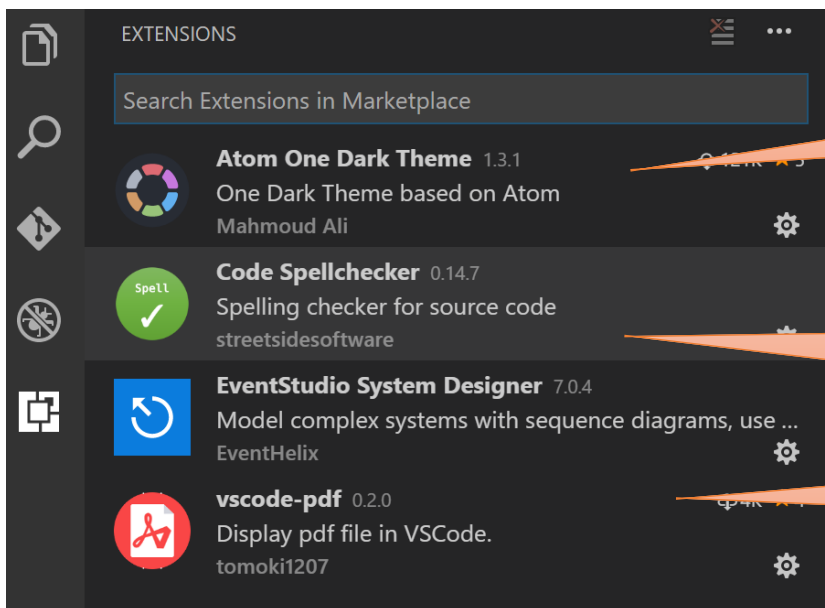 EXTENSIONS
Search Extensions in Marketplace
Atom One Dark Theme 1.3.1
One Dark Theme based on Atom
Mahmoud Ali
Spell
Code Spellchecker 0.14.7
Spelling checker for source code
streetsidesoftware
EventStudio System Designer 7.0.4
Model complex systems with sequence diagrams, use ...
EventHelix
vscode-pdf 0.2.0
Display pdf file in VSCode.
tomoki1207